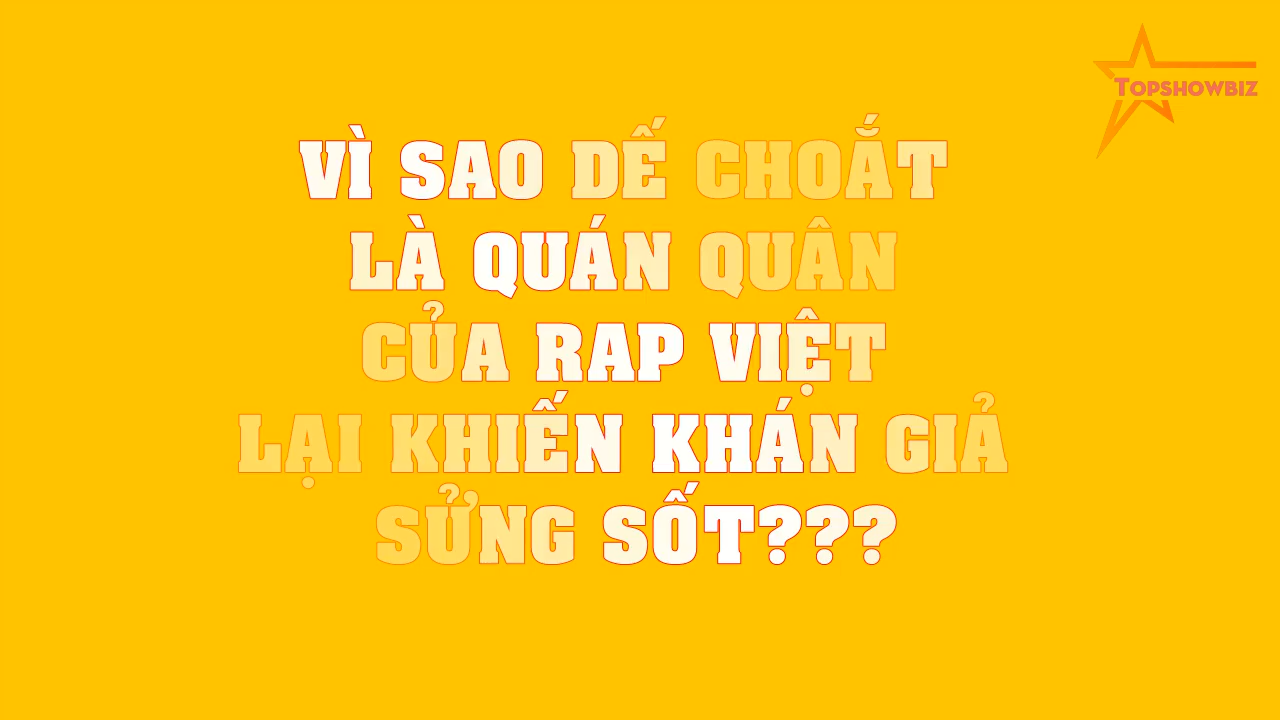 TOPSHOWBIZ
VÌ SAO DẾ CHOẮT
LÀ QUÁN QUÂN
CỦA RAP VIỆT
LẠI KHIẾN KHÁN GIẢ
SỬNG SỐT???